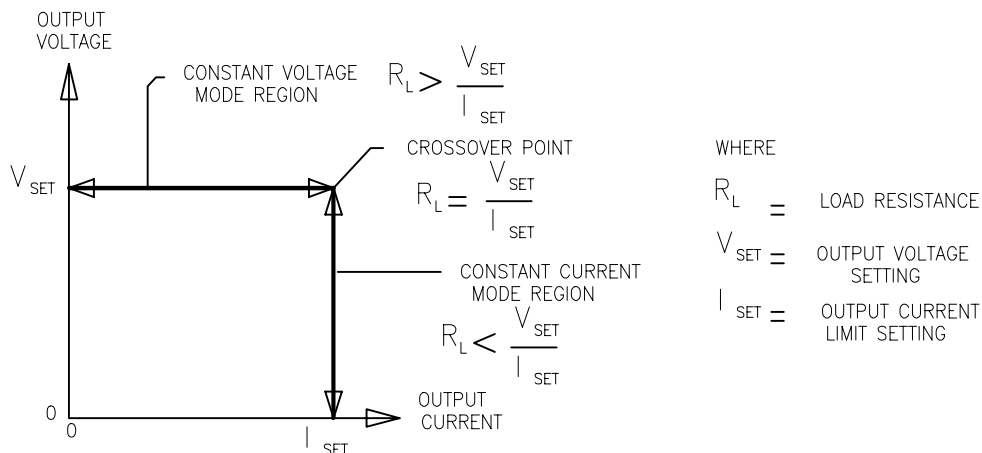 OUTPUT
VOLTAGE
CONSTANT VOLTAGE
MODE REGION
R_L > V_SET / I_SET
CROSSOVER POINT
R_L = V_SET / I_SET
V_SET
CONSTANT CURRENT
MODE REGION
R_L < V_SET / I_SET
0
0
I_SET
OUTPUT
CURRENT
WHERE
R_L = LOAD RESISTANCE
V_SET = OUTPUT VOLTAGE
SETTING
I_SET = OUTPUT CURRENT
LIMIT SETTING